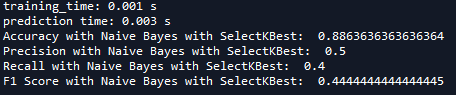 training_time: 0.001 s
prediction time: 0.003 s
Accuracy with Naive Bayes with SelectKBest:  0.8863636363636364
Precision with Naive Bayes with SelectKBest:  0.5
Recall with Naive Bayes with SelectKBest:  0.4
F1 Score with Naive Bayes with SelectKBest:  0.4444444444444445